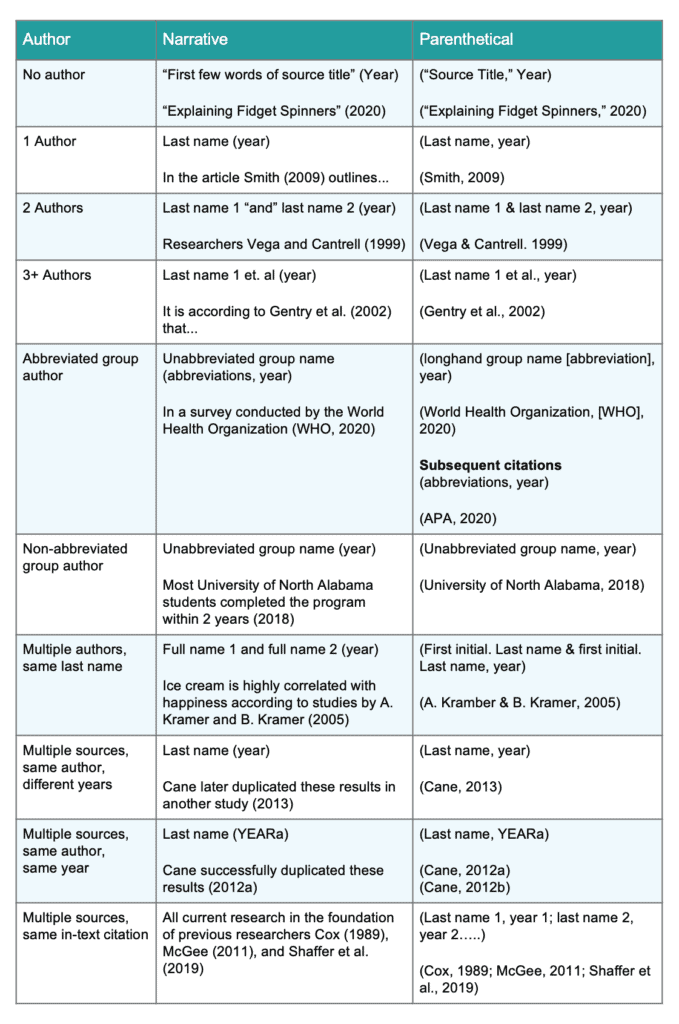 Author Narrative Parenthetical
No author
“First few words of source title” (Year)
“Explaining Fidget Spinners” (2020)
(“Source Title,” Year)
(“Explaining Fidget Spinners,” 2020)
1 Author
Last name (year)
In the article Smith (2009) outlines...
(Last name, year)
(Smith, 2009)
2 Authors
Last name 1 “and” last name 2 (year)
Researchers Vega and Cantrell (1999)
(Last name 1 & last name 2, year)
(Vega & Cantrell. 1999)
3+ Authors
Last name 1 et. al (year)
It is according to Gentry et al. (2002)
that...
(Last name 1 et al., year)
(Gentry et al., 2002)
Abbreviated group
author
Unabbreviated group name
(abbreviations, year)
In a survey conducted by the World
Health Organization (WHO, 2020)
(longhand group name [abbreviation],
year)
(World Health Organization, [WHO],
2020)
Subsequent citations
(abbreviations, year)
(APA, 2020)
Non-abbreviated
group author
Unabbreviated group name (year)
Most University of North Alabama
students completed the program
within 2 years (2018)
(Unabbreviated group name, year)
(University of North Alabama, 2018)
Multiple authors,
same last name
Full name 1 and full name 2 (year)
Ice cream is highly correlated with
happiness according to studies by A.
Kramer and B. Kramer (2005)
(First initial. Last name & first initial.
Last name, year)
(A. Kramber & B. Kramer, 2005)
Multiple sources,
same author,
different years
Last name (year)
Cane later duplicated these results in
another study (2013)
(Last name, year)
(Cane, 2013)
Multiple sources,
same author,
same year
Last name (YEARa)
Cane successfully duplicated these
results (2012a)
(Last name, YEARa)
(Cane, 2012a)
(Cane, 2012b)
Multiple sources,
same in-text citation
All current research in the foundation
of previous researchers Cox (1989),
McGee (2011), and Shaffer et al.
(2019)
(Last name 1, year 1; last name 2,
year 2…..)
(Cox, 1989; McGee, 2011; Shaffer et
al., 2019)